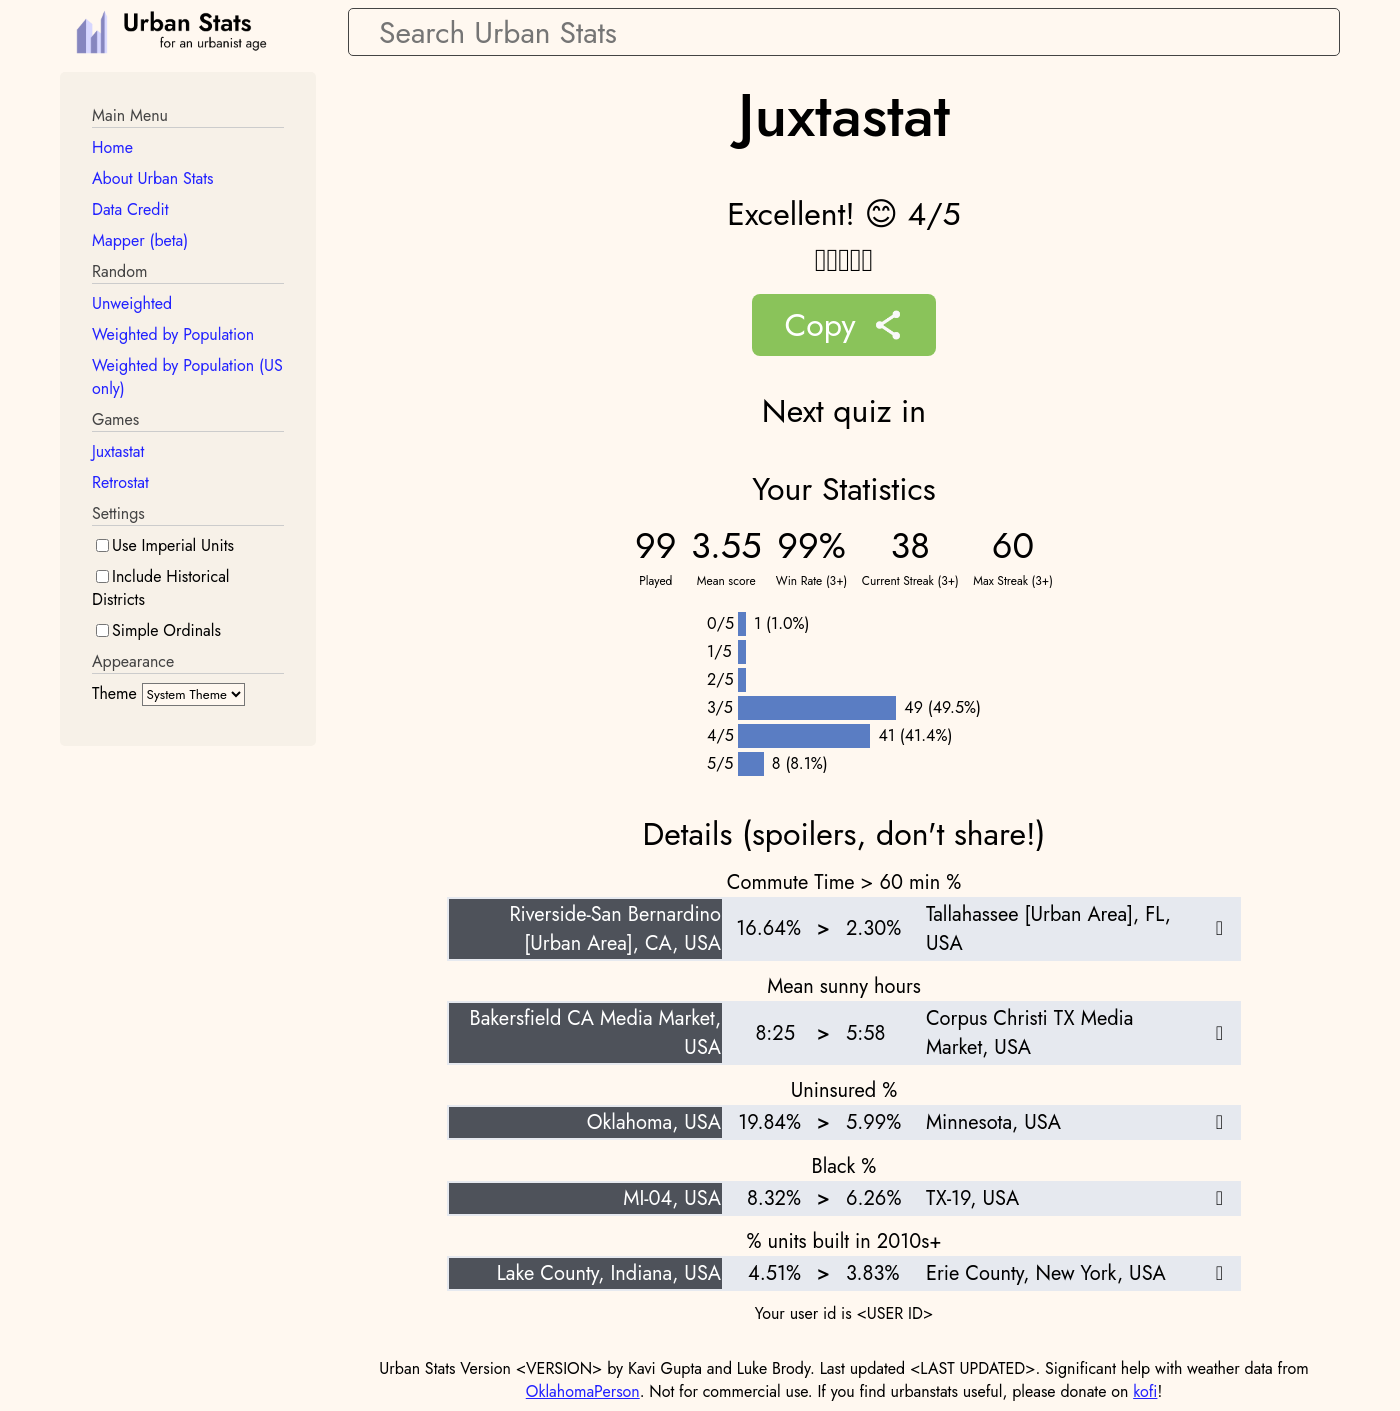 Urban Stats
for an urbanist age
Search Urban Stats
Main Menu
Home
About Urban Stats
Data Credit
Mapper (beta)
Random
Unweighted
Weighted by Population
Weighted by Population (US
only)
Games
Juxtastat
Retrostat
Settings
Use Imperial Units
Include Historical
Districts
Simple Ordinals
Appearance
Theme System Theme
Juxtastat
Excellent! 😊 4/5
Copy
Next quiz in
Your Statistics
99 3.55 99% 38 60
Played Mean score Win Rate (3+) Current Streak (3+) Max Streak (3+)
0/5 1 (1.0%)
1/5
2/5
3/5 49 (49.5%)
4/5 41 (41.4%)
5/5 8 (8.1%)
Details (spoilers, don't share!)
Commute Time > 60 min %
Riverside-San Bernardino
[Urban Area], CA, USA
16.64% > 2.30%
Tallahassee [Urban Area], FL,
USA
Mean sunny hours
Bakersfield CA Media Market,
USA
8:25 > 5:58
Corpus Christi TX Media
Market, USA
Uninsured %
Oklahoma, USA 19.84% > 5.99% Minnesota, USA
Black %
MI-04, USA 8.32% > 6.26% TX-19, USA
% units built in 2010s+
Lake County, Indiana, USA 4.51% > 3.83% Erie County, New York, USA
Your user id is <USER ID>
Urban Stats Version <VERSION> by Kavi Gupta and Luke Brody. Last updated <LAST UPDATED>. Significant help with weather data from
OklahomaPerson. Not for commercial use. If you find urbanstats useful, please donate on kofi!